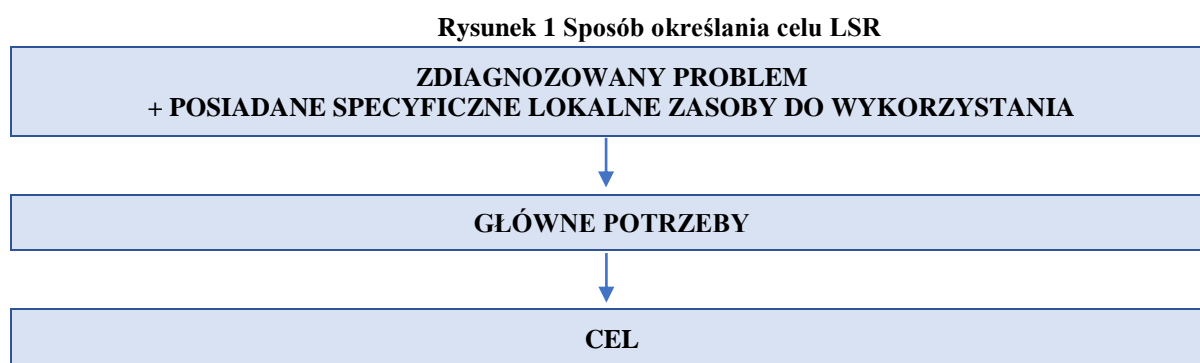 Rysunek 1 Sposób określania celu LSR
ZDIAGNOZOWANY PROBLEM
+ POSIADANE SPECYFICZNE LOKALNE ZASOBY DO WYKORZYSTANIA
GŁÓWNE POTRZEBY
CEL